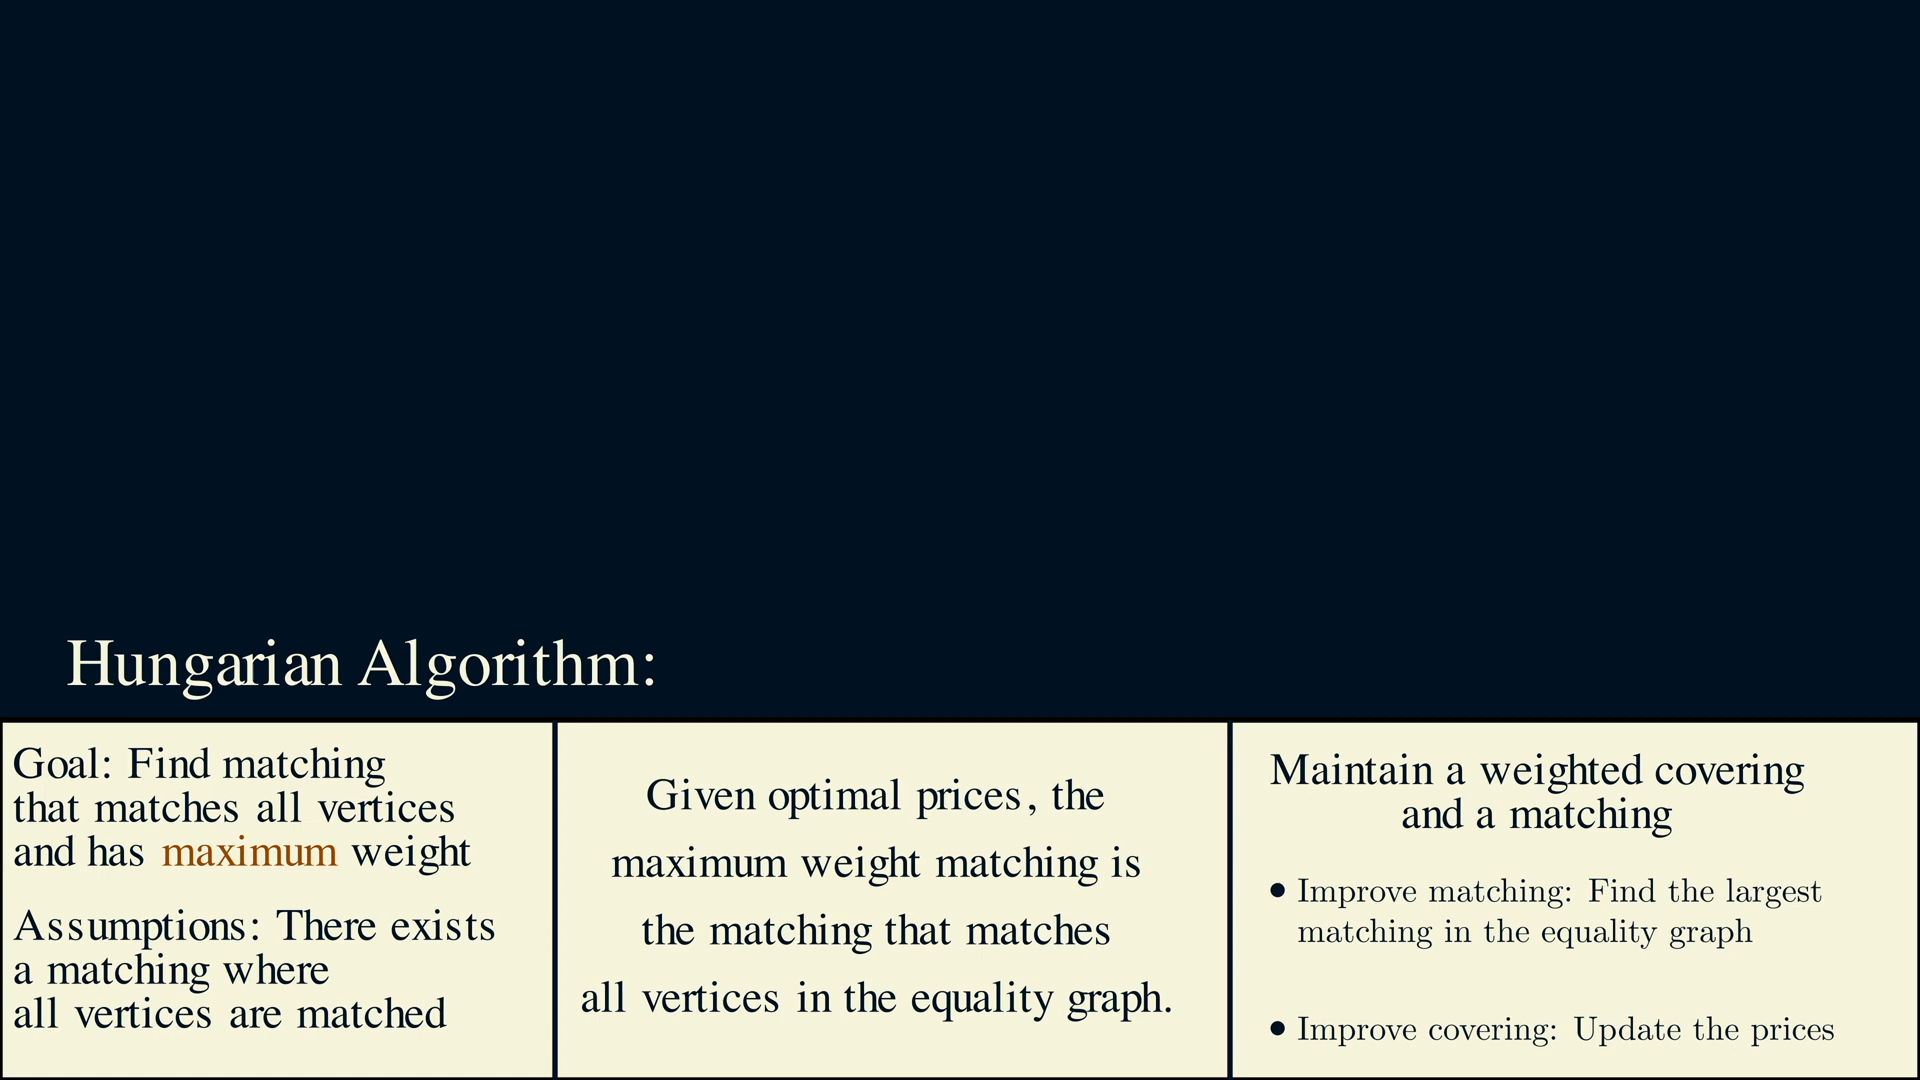 Hungarian Algorithm:
Goal: Find matching
that matches all vertices
and has maximum weight
Assumptions: There exists
a matching where
all vertices are matched
Given optimal prices, the
maximum weight matching is
the matching that matches
all vertices in the equality graph.
Maintain a weighted covering
and a matching
• Improve matching: Find the largest
matching in the equality graph
• Improve covering: Update the prices